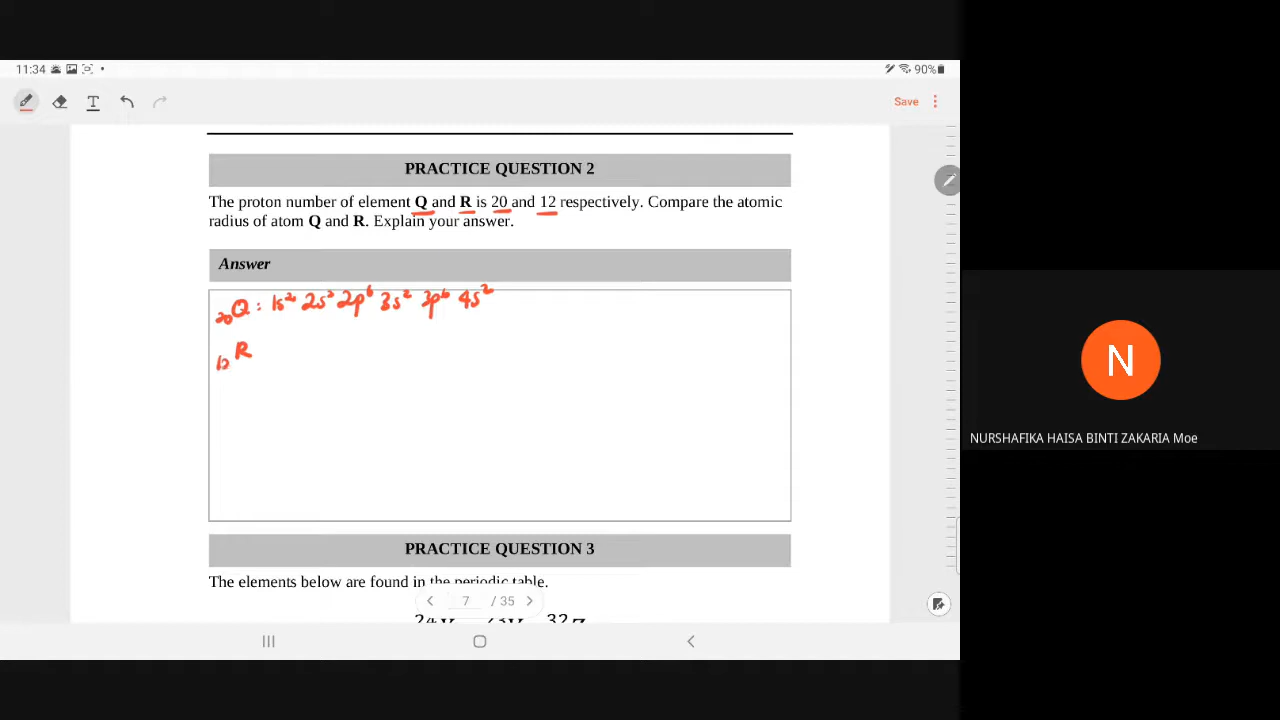 11:34
90%
Save
PRACTICE QUESTION 2
The proton number of element Q and R is 20 and 12 respectively. Compare the atomic
radius of atom Q and R. Explain your answer.
Answer
₂₀Q : 1s² 2s² 2p⁶ 3s² 3p⁶ 4s²
₁₂R
PRACTICE QUESTION 3
The elements below are found in the periodic table.
7 / 35
N
NURSHAFIKA HAISA BINTI ZAKARIA Moe